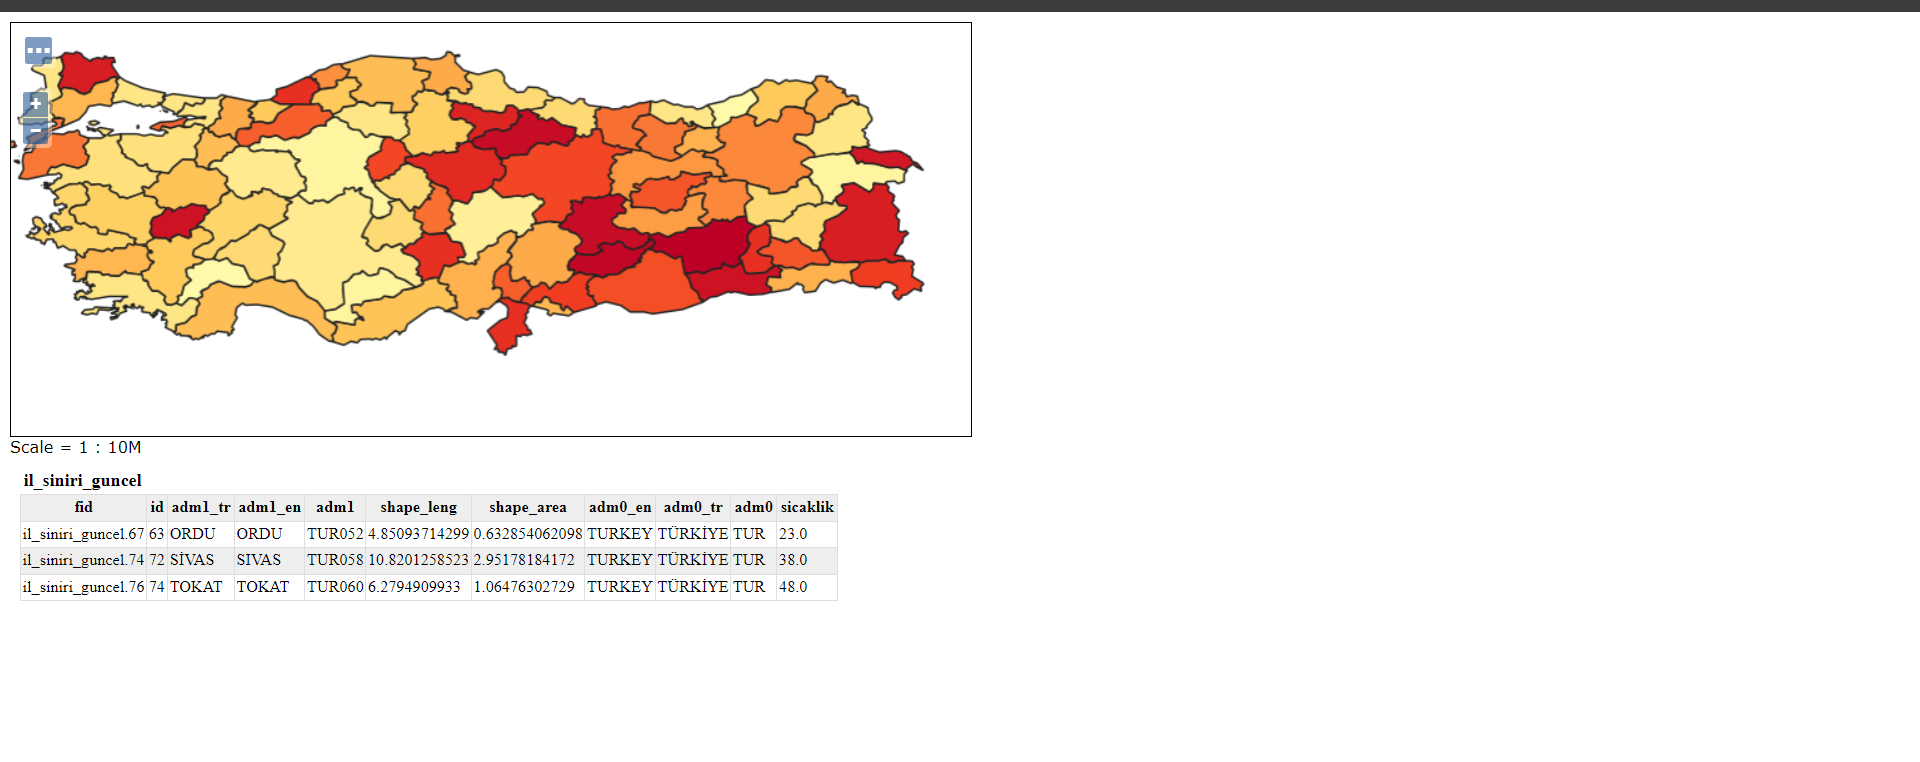 +
−
Scale = 1 : 10M
il_siniri_guncel
fid id adm1_tr adm1_en adm1 shape_leng shape_area adm0_en adm0_tr adm0 sicaklik
il_siniri_guncel.67 63 ORDU ORDU TUR052 4.85093714299 0.632854062098 TURKEY TÜRKİYE TUR 23.0
il_siniri_guncel.74 72 SİVAS SIVAS TUR058 10.8201258523 2.95178184172 TURKEY TÜRKİYE TUR 38.0
il_siniri_guncel.76 74 TOKAT TOKAT TUR060 6.2794909933 1.06476302729 TURKEY TÜRKİYE TUR 48.0